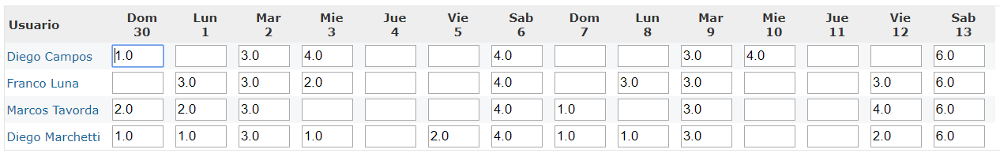 Usuario Dom 30 Lun 1 Mar 2 Mie 3 Jue 4 Vie 5 Sab 6 Dom 7 Lun 8 Mar 9 Mie 10 Jue 11 Vie 12 Sab 13
Diego Campos 1.0 3.0 4.0 4.0 3.0 4.0 6.0
Franco Luna 3.0 3.0 2.0 4.0 3.0 3.0 3.0 6.0
Marcos Tavorda 2.0 2.0 3.0 4.0 1.0 3.0 4.0 6.0
Diego Marchetti 1.0 1.0 3.0 1.0 2.0 4.0 1.0 1.0 3.0 2.0 6.0